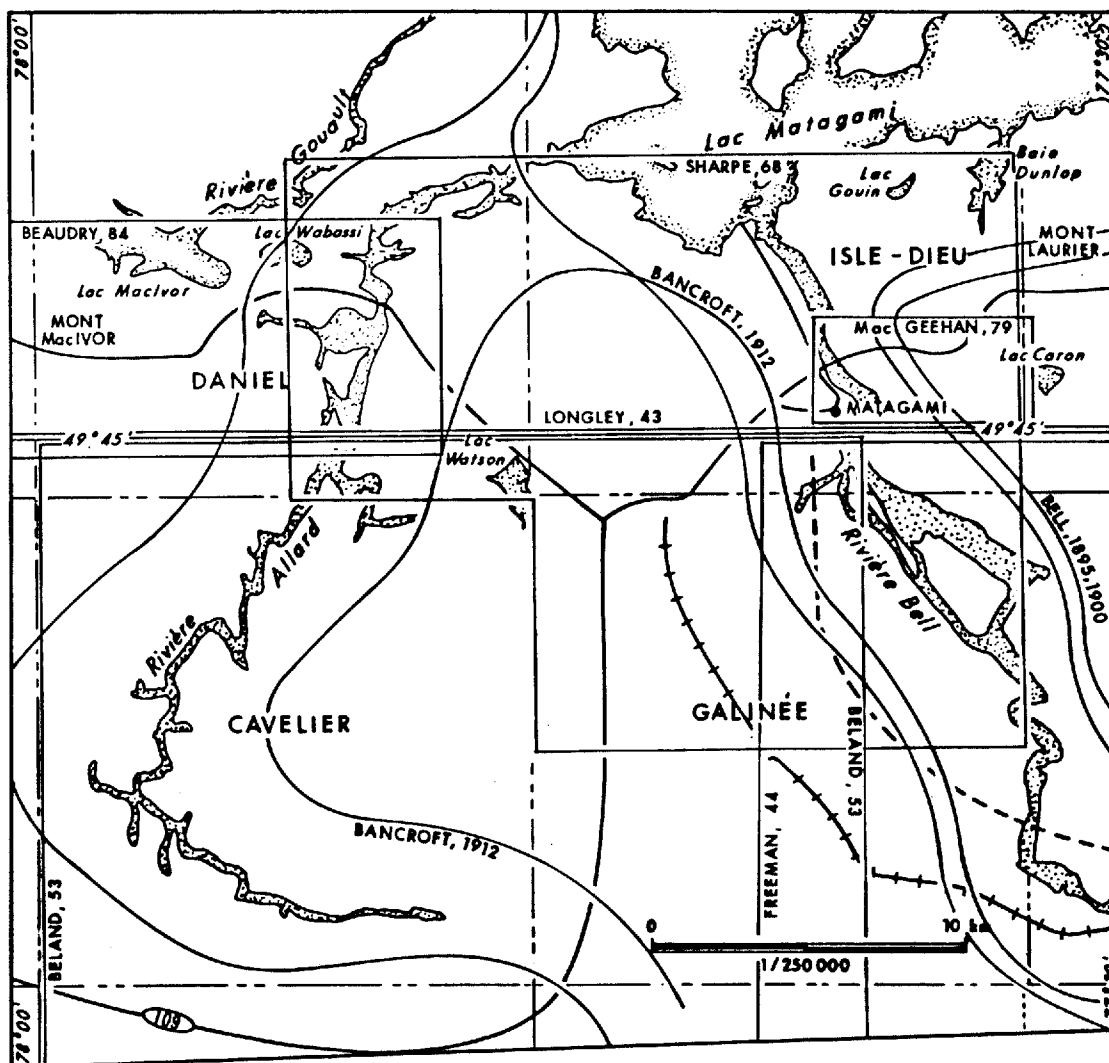 78°00'
77°30'
Gouault
Rivière
Lac Matagami
SHARPE, 68
Lac
Gouin
Baie
Dunlop
BEAUDRY, 84
Lac Wabassi
Lac MacIvor
MONT
MacIVOR
ISLE - DIEU
MONT
LAURIER
BANCROFT, 1912
Mac GEEHAN, 79
Lac Caron
DANIEL
MATAGAMI
LONGLEY, 43
49°45'
49°45'
Lac
Watson
Rivière Allard
Rivière Bell
BELL, 1895, 1900
CAVELIER
GALINÉE
BELAND, 53
BANCROFT, 1912
FREEMAN, 44
BELAND, 53
0
10 km
1/250 000
109
78°00'